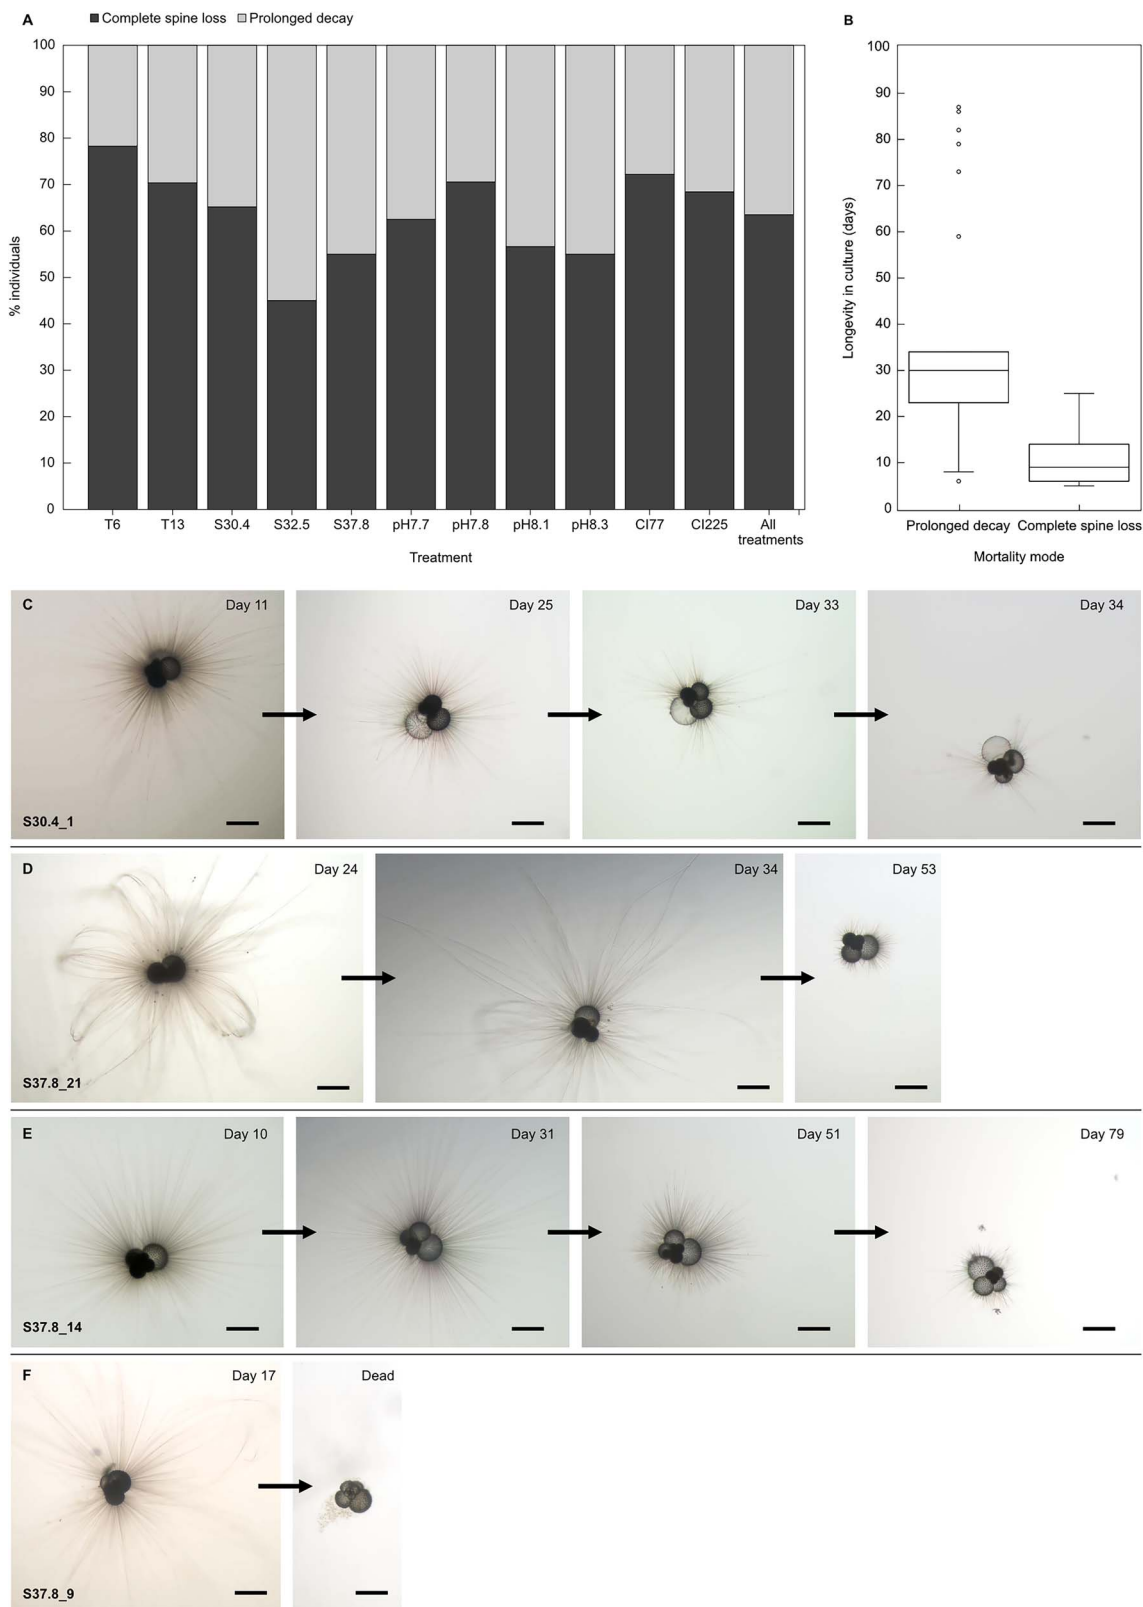 A
Complete spine loss
Prolonged decay
100
90
80
70
60
50
40
30
20
10
0
% individuals
T6
T13
S30.4
S32.5
S37.8
pH7.7
pH7.8
pH8.1
pH8.3
CI77
CI225
All
treatments
Treatment
B
100
90
80
70
60
50
40
30
20
10
0
Longevity in culture (days)
Prolonged decay
Complete spine loss
Mortality mode
C
Day 11
Day 25
Day 33
Day 34
S30.4_1
D
Day 24
Day 34
Day 53
S37.8_21
E
Day 10
Day 31
Day 51
Day 79
S37.8_14
F
Day 17
Dead
S37.8_9